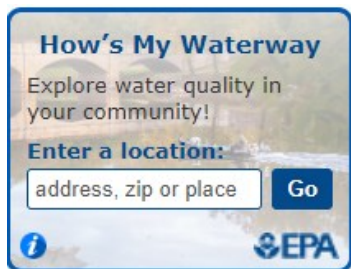 How's My Waterway
Explore water quality in
your community!
Enter a location:
address, zip or place
Go
i
EPA